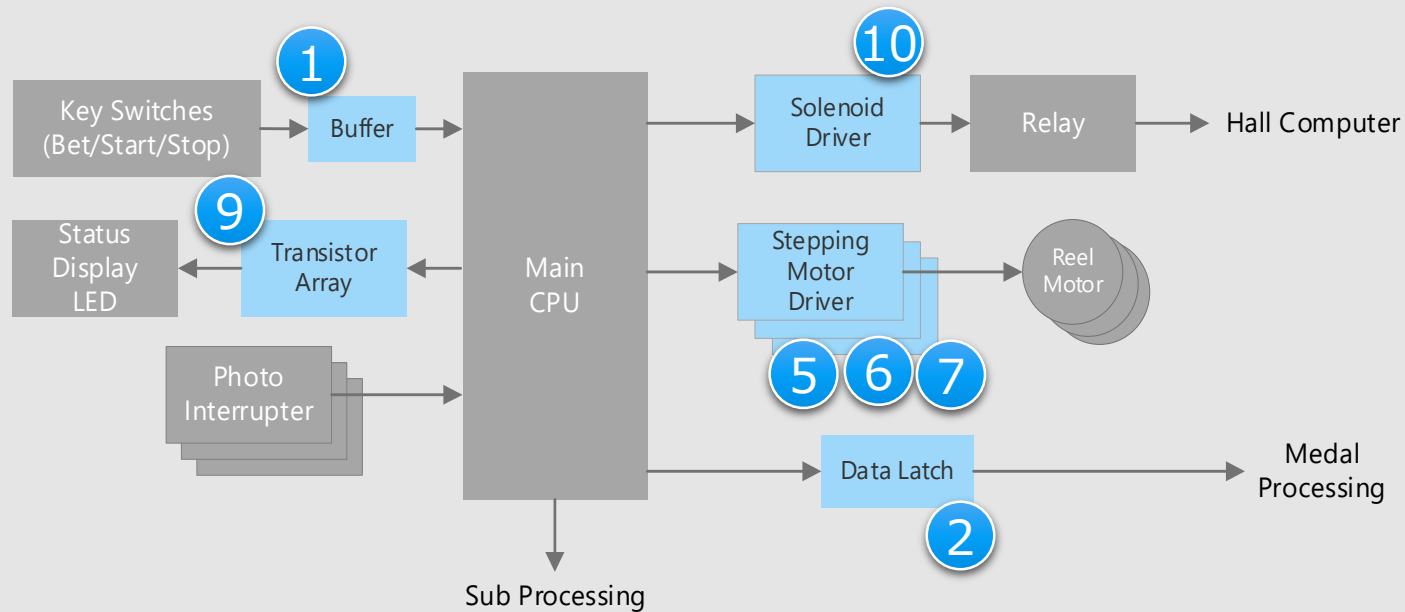 1
10
Key Switches
(Bet/Start/Stop)
Buffer
Solenoid
Driver
Relay
Hall Computer
9
Status
Display
LED
Transistor
Array
Main
CPU
Stepping
Motor
Driver
Reel
Motor
5
6
7
Photo
Interrupter
Data Latch
Medal
Processing
2
Sub Processing